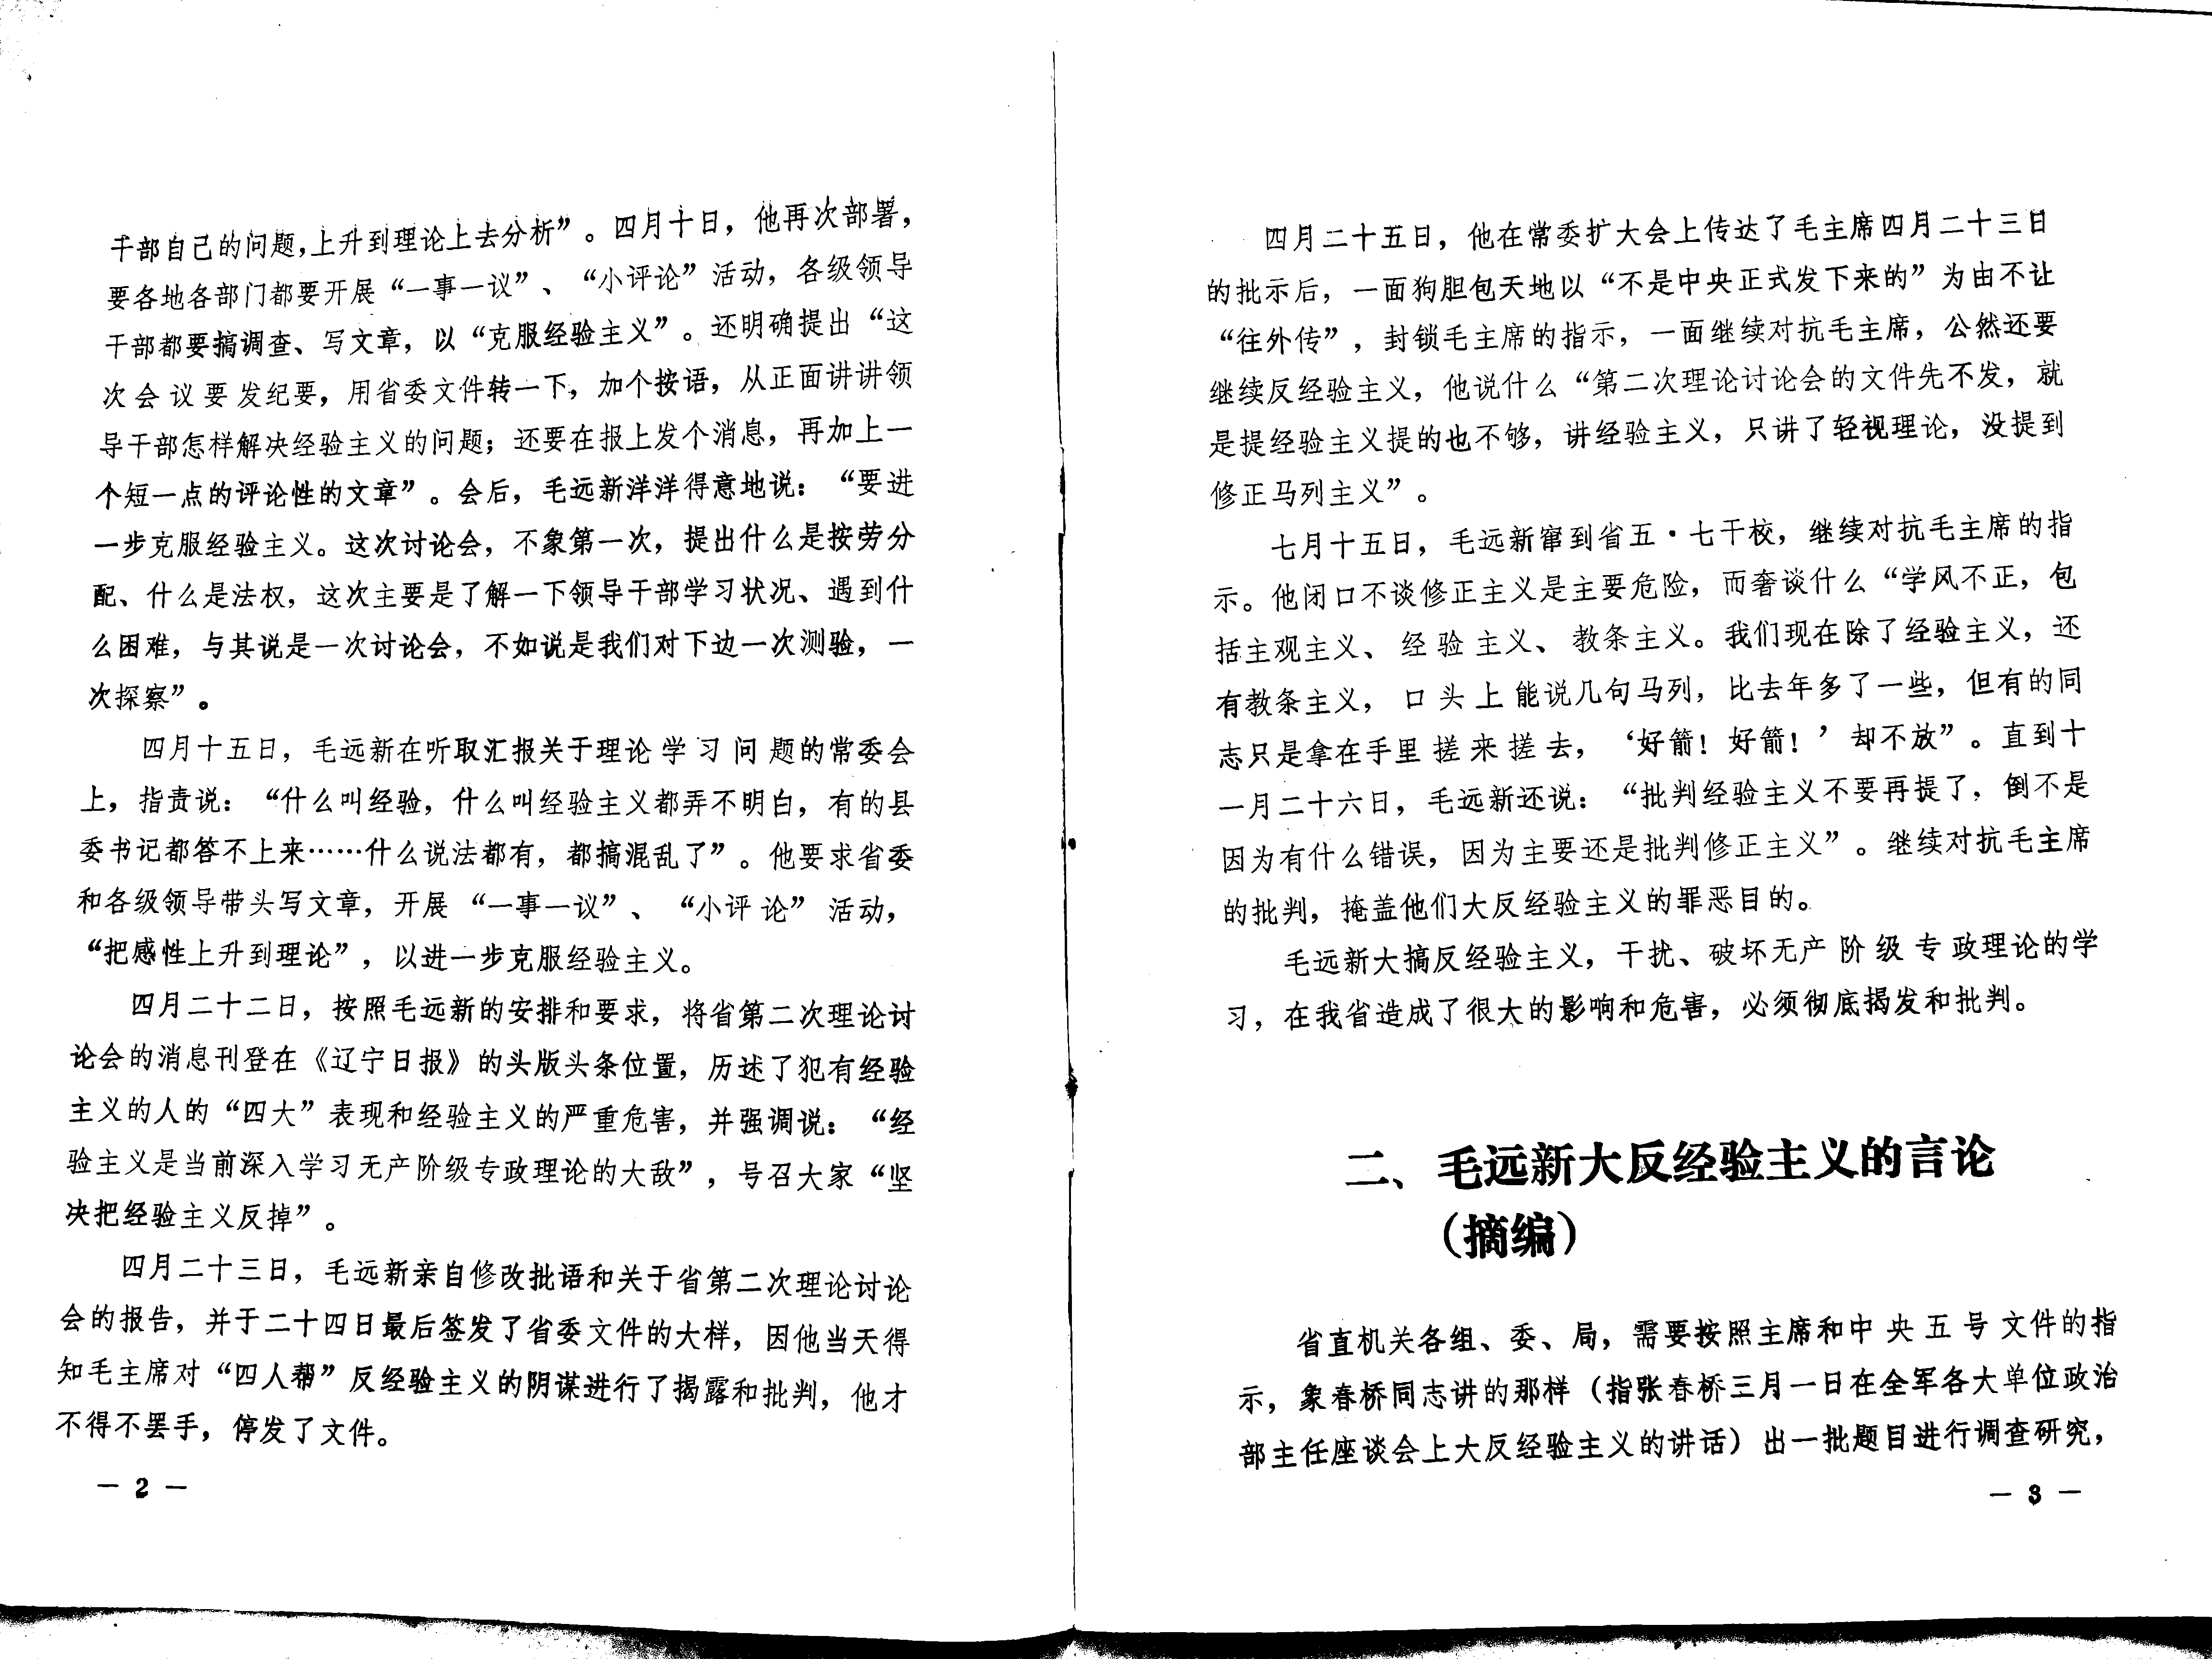 干部自己的问题，上升到理论上去分析”。四月十日，他再次部署，
要各地各部门都要开展“一事一议”、“小评论”活动，各级领导
干部都要搞调查、写文章，以“克服经验主义”。还明确提出“这
次会议要发纪要，用省委文件转一下，加个按语，从正面讲讲领
导干部怎样解决经验主义的问题；还要在报上发个消息，再加上一
个短一点的评论性的文章”。会后，毛远新洋洋得意地说：“要进
一步克服经验主义。这次讨论会，不象第一次，提出什么是按劳分
配、什么是法权，这次主要是了解一下领导干部学习状况、遇到什
么困难，与其说是一次讨论会，不如说是我们对下边一次测验，一
次探察”。
四月十五日，毛远新在听取汇报关于理论学习问题的常委会
上，指责说：“什么叫经验，什么叫经验主义都弄不明白，有的县
委书记都答不上来……什么说法都有，都搞混乱了”。他要求省委
和各级领导带头写文章，开展“一事一议”、“小评论”活动，
“把感性上升到理论”，以进一步克服经验主义。
四月二十二日，按照毛远新的安排和要求，将省第二次理论讨
论会的消息刊登在《辽宁日报》的头版头条位置，历述了犯有经验
主义的人的“四大”表现和经验主义的严重危害，并强调说：“经
验主义是当前深入学习无产阶级专政理论的大敌”，号召大家“坚
决把经验主义反掉”。
四月二十三日，毛远新亲自修改批语和关于省第二次理论讨论
会的报告，并于二十四日最后签发了省委文件的大样，因他当天得
知毛主席对“四人帮”反经验主义的阴谋进行了揭露和批判，他才
不得不罢手，停发了文件。
— 2 —
四月二十五日，他在常委扩大会上传达了毛主席四月二十三日
的批示后，一面狗胆包天地以“不是中央正式发下来的”为由不让
“往外传”，封锁毛主席的指示，一面继续对抗毛主席，公然还要
继续反经验主义，他说什么“第二次理论讨论会的文件先不发，就
是提经验主义提的也不够，讲经验主义，只讲了轻视理论，没提到
修正马列主义”。
七月十五日，毛远新窜到省五·七干校，继续对抗毛主席的指
示。他闭口不谈修正主义是主要危险，而奢谈什么“学风不正，包
括主观主义、经验主义、教条主义。我们现在除了经验主义，还
有教条主义，口头上能说几句马列，比去年多了一些，但有的同
志只是拿在手里搓来搓去，‘好箭！好箭！’却不放”。直到十
一月二十六日，毛远新还说：“批判经验主义不要再提了，倒不是
因为有什么错误，因为主要还是批判修正主义”。继续对抗毛主席
的批判，掩盖他们大反经验主义的罪恶目的。
毛远新大搞反经验主义，干扰、破坏无产阶级专政理论的学
习，在我省造成了很大的影响和危害，必须彻底揭发和批判。
二、毛远新大反经验主义的言论
（摘编）
省直机关各组、委、局，需要按照主席和中央五号文件的指
示，象春桥同志讲的那样（指张春桥三月一日在全军各大单位政治
部主任座谈会上大反经验主义的讲话）出一批题目进行调查研究，
— 3 —